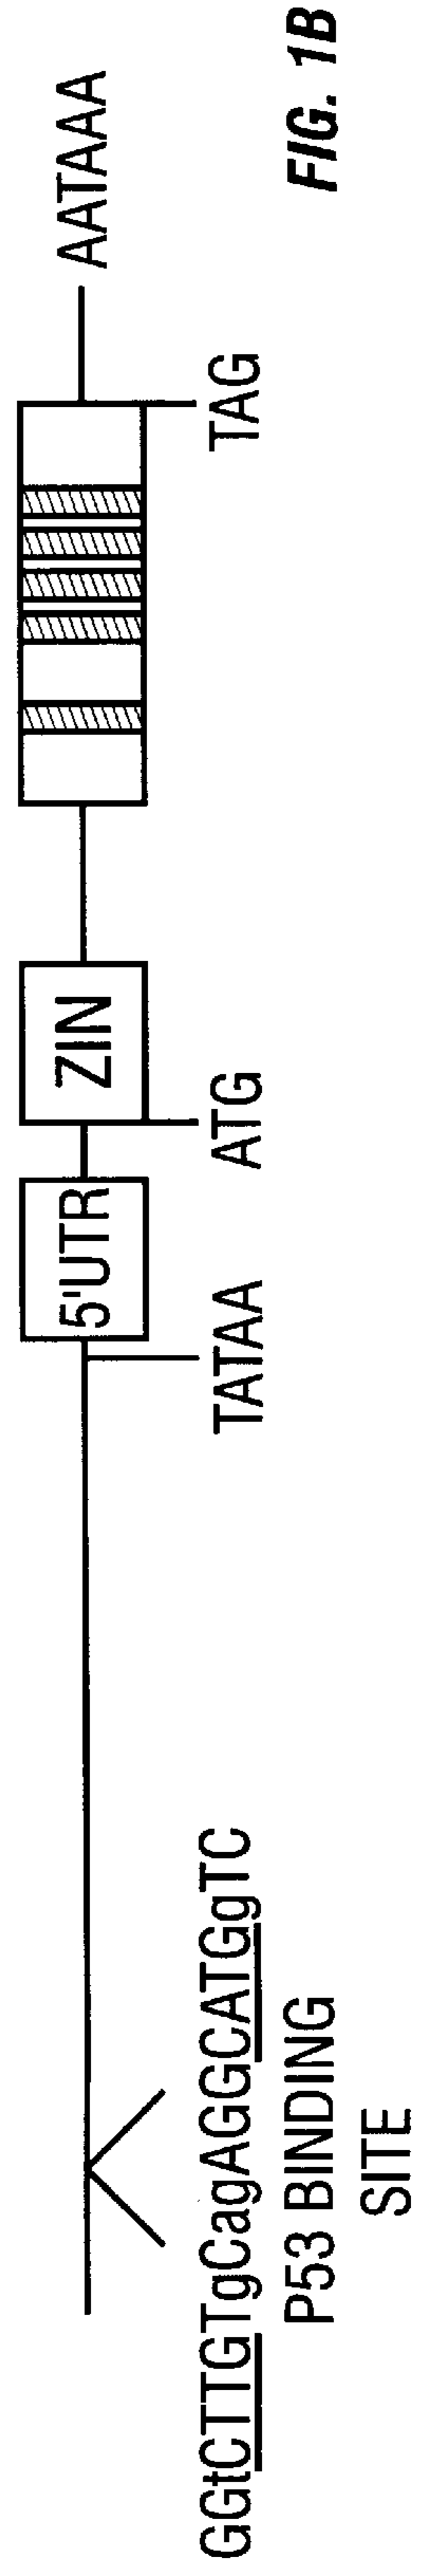 5'UTR
ZIN
AATAAA
TATAA
ATG
TAG
GGtCTTGTgCagAGGCATGgTC
P53 BINDING
SITE
FIG. 1B